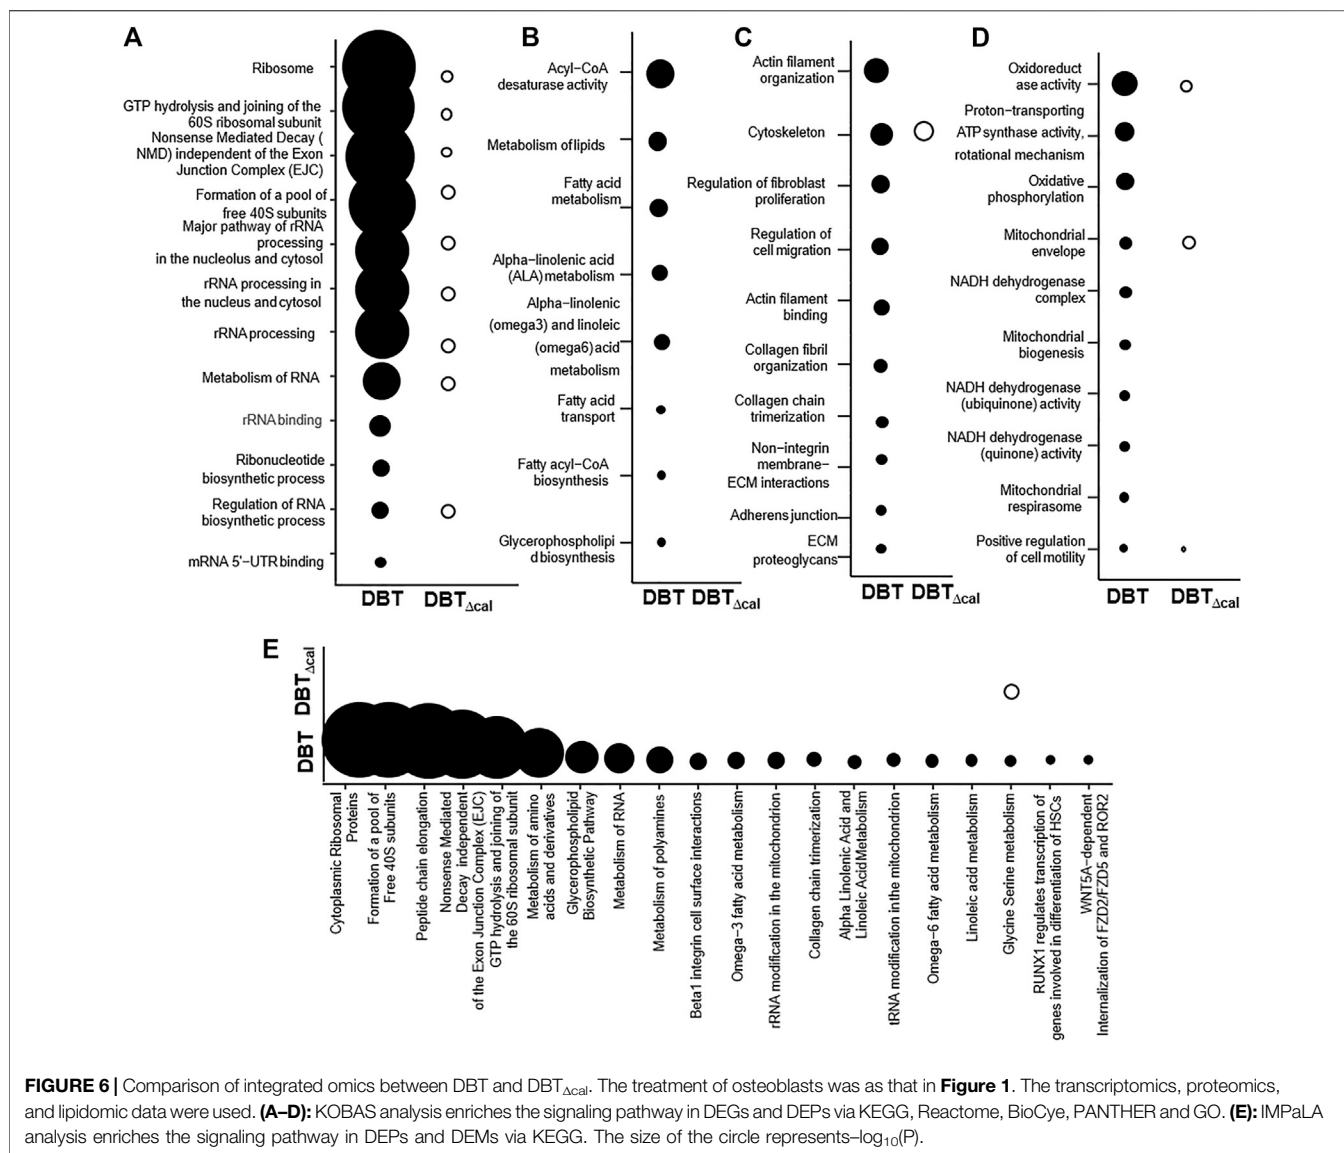 A
Ribosome
GTP hydrolysis and joining of the
60S ribosomal subunit
Nonsense Mediated Decay (
NMD) independent of the Exon
Junction Complex (EJC)
Formation of a pool of
free 40S subunits
Major pathway of rRNA
processing
in the nucleolus and cytosol
rRNA processing in
the nucleus and cytosol
rRNA processing
Metabolism of RNA
rRNA binding
Ribonucleotide
biosynthetic process
Regulation of RNA
biosynthetic process
mRNA 5'-UTR binding
DBT DBTΔcal
B
Acyl-CoA
desaturase activity
Metabolism of lipids
Fatty acid
metabolism
Alpha-linolenic acid
(ALA) metabolism
Alpha-linolenic
(omega3) and linoleic
(omega6) acid
metabolism
Fatty acid
transport
Fatty acyl-CoA
biosynthesis
Glycerophospholipi
d biosynthesis
DBT DBTΔcal
C
Actin filament
organization
Cytoskeleton
Regulation of fibroblast
proliferation
Regulation of
cell migration
Actin filament
binding
Collagen fibril
organization
Collagen chain
trimerization
Non-integrin
membrane-
ECM interactions
Adherens junction
ECM
proteoglycans
DBT DBTΔcal
D
Oxidoreduct
ase activity
Proton-transporting
ATP synthase activity,
rotational mechanism
Oxidative
phosphorylation
Mitochondrial
envelope
NADH dehydrogenase
complex
Mitochondrial
biogenesis
NADH dehydrogenase
(ubiquinone) activity
NADH dehydrogenase
(quinone) activity
Mitochondrial
respirasome
Positive regulation
of cell motility
DBT DBTΔcal
E
DBT DBTΔcal
Cytoplasmic Ribosomal
Proteins
Formation of a pool of
Free 40S subunits
Peptide chain elongation
Nonsense Mediated
Decay independent
of the Exon Junction Complex (EJC)
GTP hydrolysis and joining of
the 60S ribosomal subunit
Metabolism of amino
acids and derivatives
Glycerophospholipid
Biosynthetic Pathway
Metabolism of RNA
Metabolism of polyamines
Beta1 integrin cell surface interactions
Omega-3 fatty acid metabolism
rRNA modification in the mitochondrion
Collagen chan trimerization
Alpha Linolenic Acid and
Linoleic Acid Metabolism
tRNA modification in the mitochondrion
Omega-6 fatty acid metabolism
Linoleic acid metabolism
Glycine Serine metabolism
RUNX1 regulates transcription of
genes involved in differentiation of HSCs
WNT5A-dependent
Internalization of FZD2/FZD5 and ROR2
FIGURE 6 | Comparison of integrated omics between DBT and DBTΔcal. The treatment of osteoblasts was as that in Figure 1. The transcriptomics, proteomics,
and lipidomic data were used. (A–D): KOBAS analysis enriches the signaling pathway in DEGs and DEPs via KEGG, Reactome, BioCye, PANTHER and GO. (E): IMPaLA
analysis enriches the signaling pathway in DEPs and DEMs via KEGG. The size of the circle represents–log10(P).